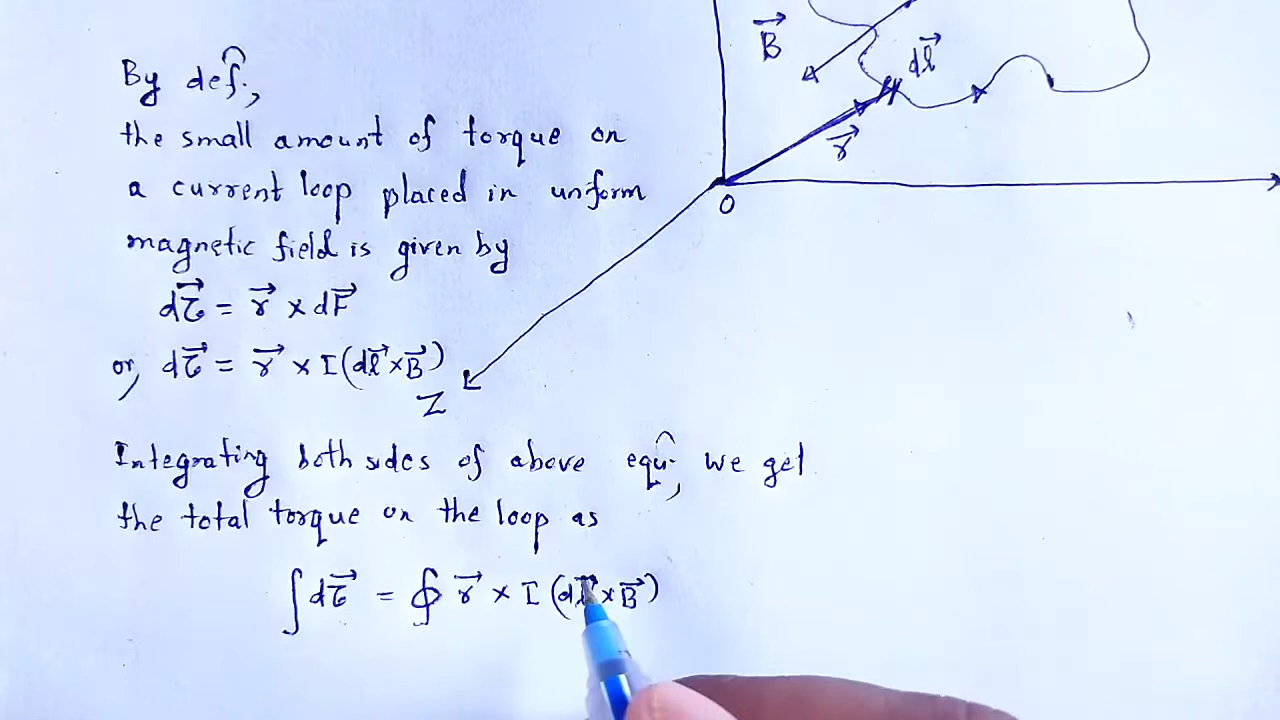 B⃗
dl⃗
r⃗
O
Z
By def.,
the small amount of torque on
a current loop placed in uniform
magnetic field is given by
dτ⃗ = r⃗ × dF⃗
or, dτ⃗ = r⃗ × I(dl⃗×B⃗)
Integrating both sides of above equ., we get
the total torque on the loop as
∫dτ⃗ = ∮ r⃗ × I (dl⃗×B⃗)